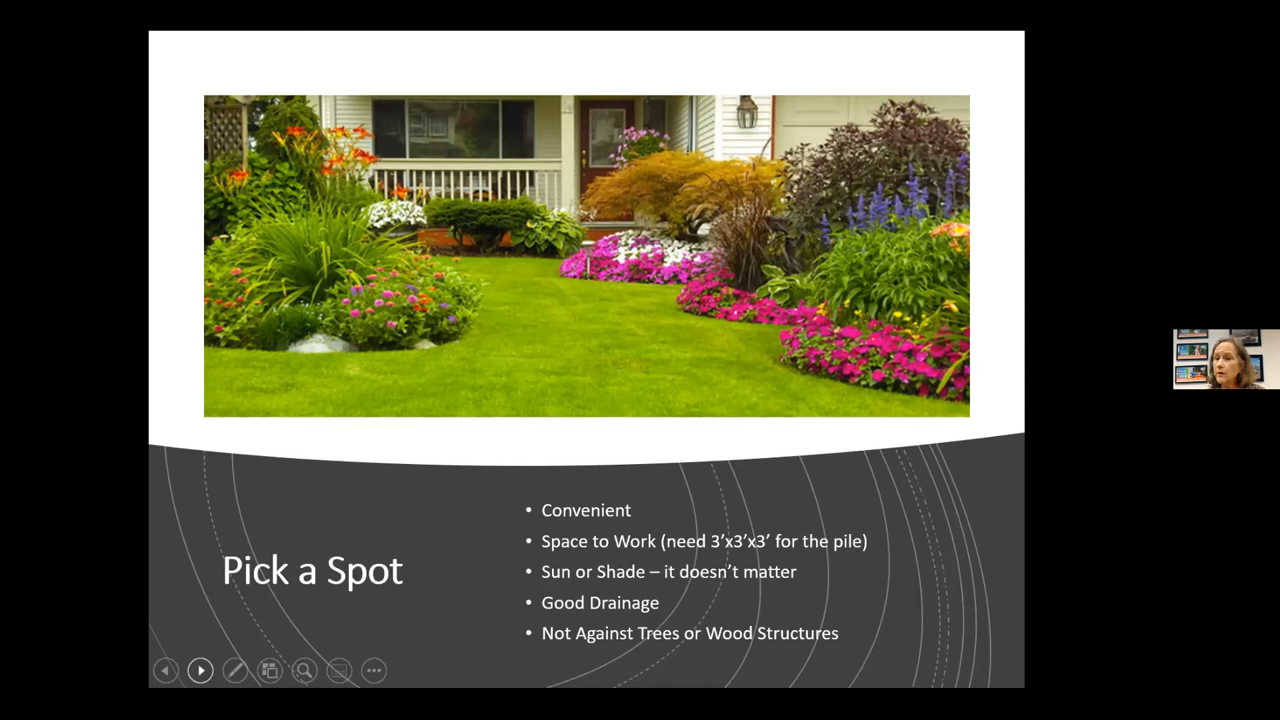 Pick a Spot
• Convenient
• Space to Work (need 3’x3’x3’ for the pile)
• Sun or Shade – it doesn’t matter
• Good Drainage
• Not Against Trees or Wood Structures